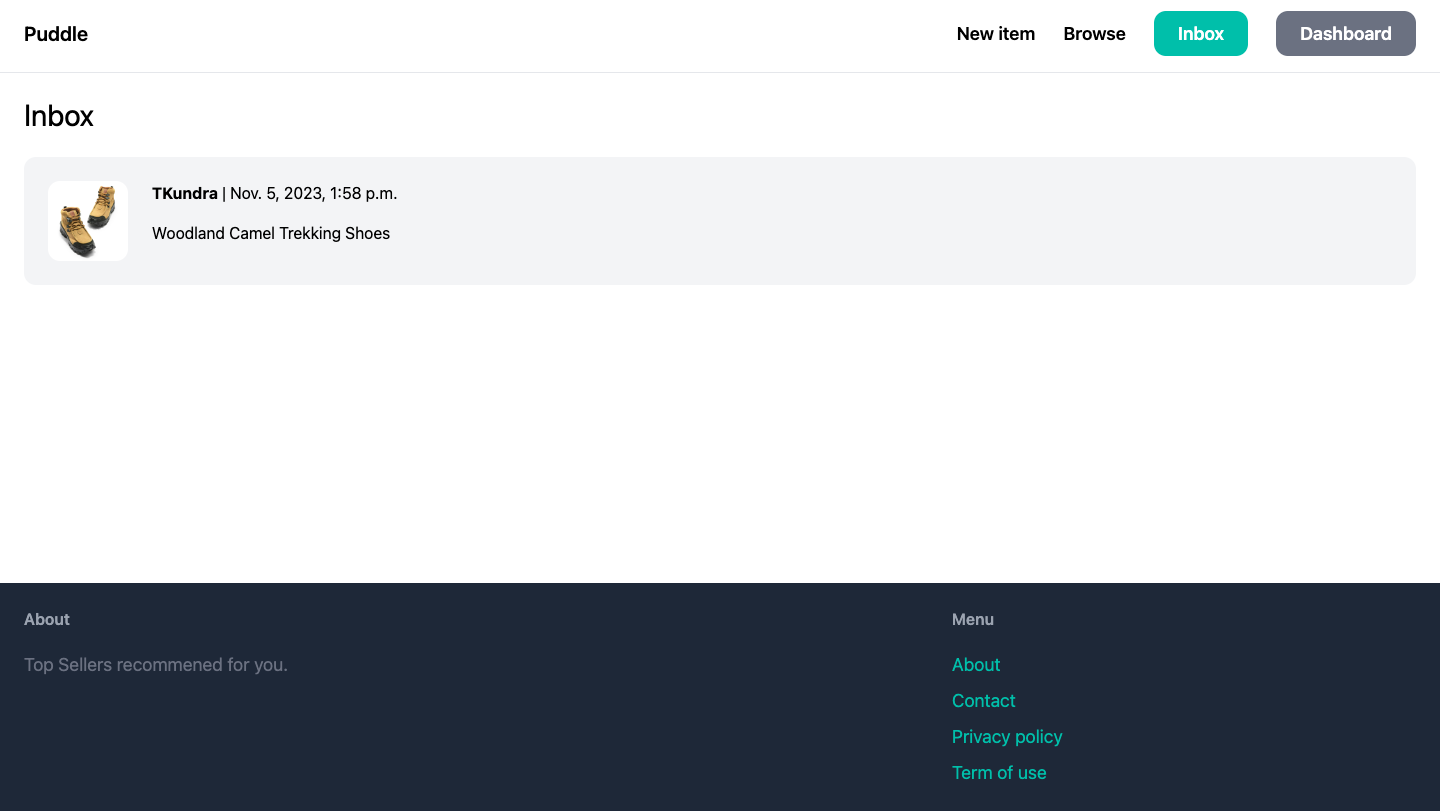 Puddle
New item
Browse
Inbox
Dashboard
Inbox
TKundra | Nov. 5, 2023, 1:58 p.m.
Woodland Camel Trekking Shoes
About
Top Sellers recommened for you.
Menu
About
Contact
Privacy policy
Term of use